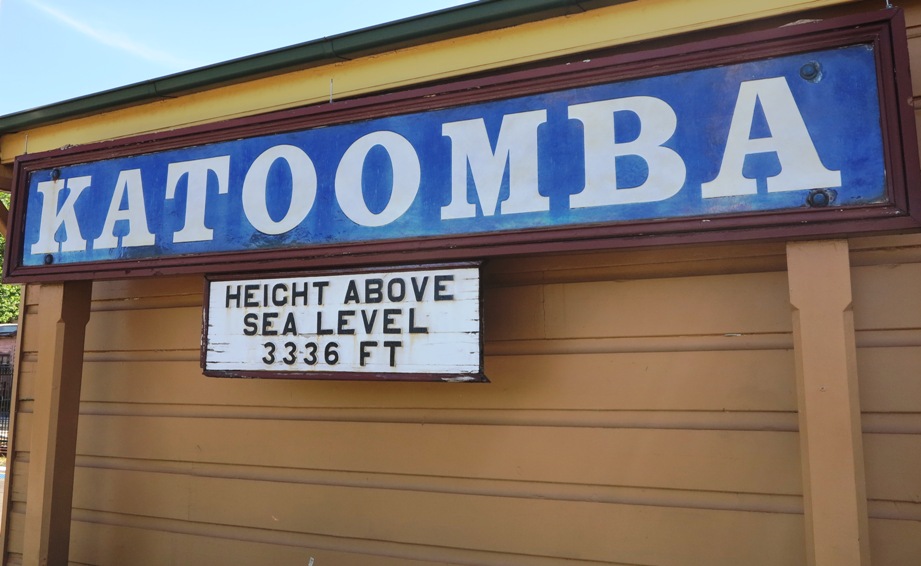 KATOOMBA
HEIGHT ABOVE
SEA LEVEL
3336 FT